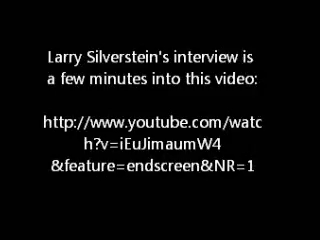 Larry Silverstein's interview is
a few minutes into this video:
http://www.youtube.com/watc
h?v=iEuJimaumW4
&feature=endscreen&NR=1